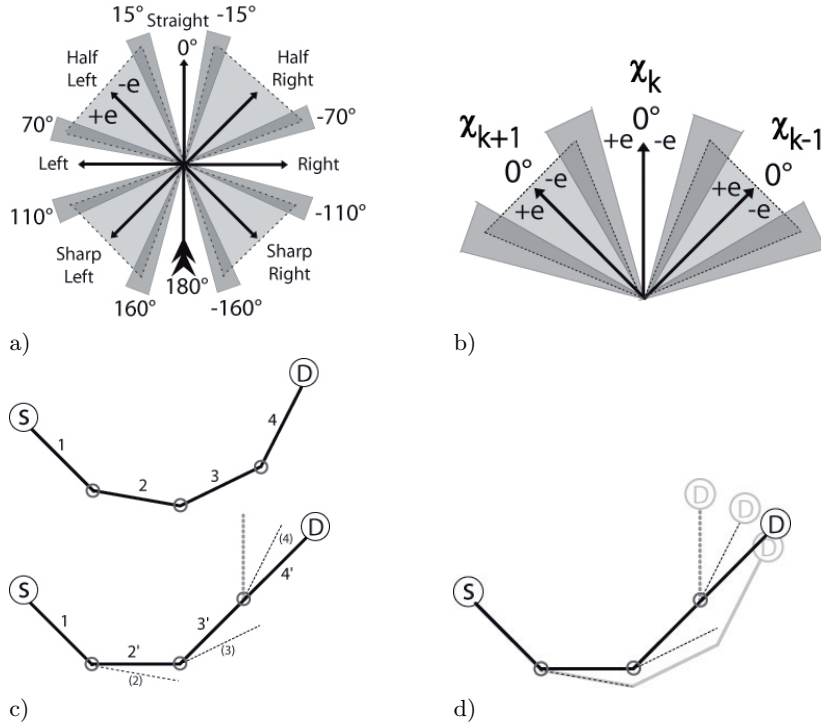 15° Straight -15°
0°
Half Left
Half Right
-e
+e
70°
-70°
Left
Right
110°
-110°
Sharp Left
Sharp Right
180°
160°
-160°
a)
χk
0°
χk+1
χk-1
+e -e
0°
0°
-e
+e
+e
-e
b)
S
D
1
2
3
4
S
D
1
2'
3'
4'
(2)
(3)
(4)
c)
D
D
D
D
S
d)